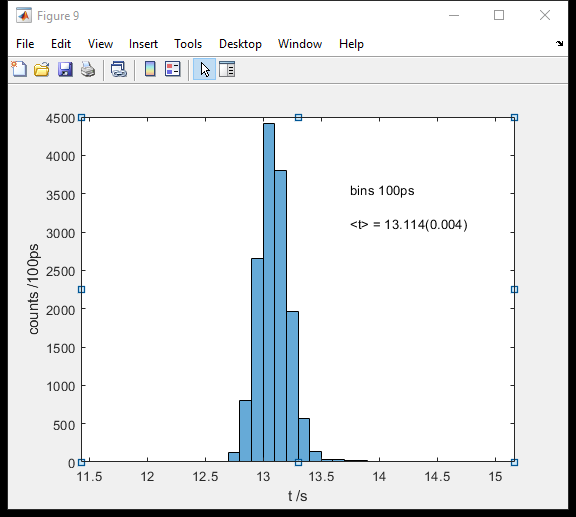 Figure 9
File Edit View Insert Tools Desktop Window Help
4500
4000
3500
3000
2500
2000
1500
1000
500
0
counts /100ps
bins 100ps
<t> = 13.114(0.004)
11.5 12 12.5 13 13.5 14 14.5 15
t /s